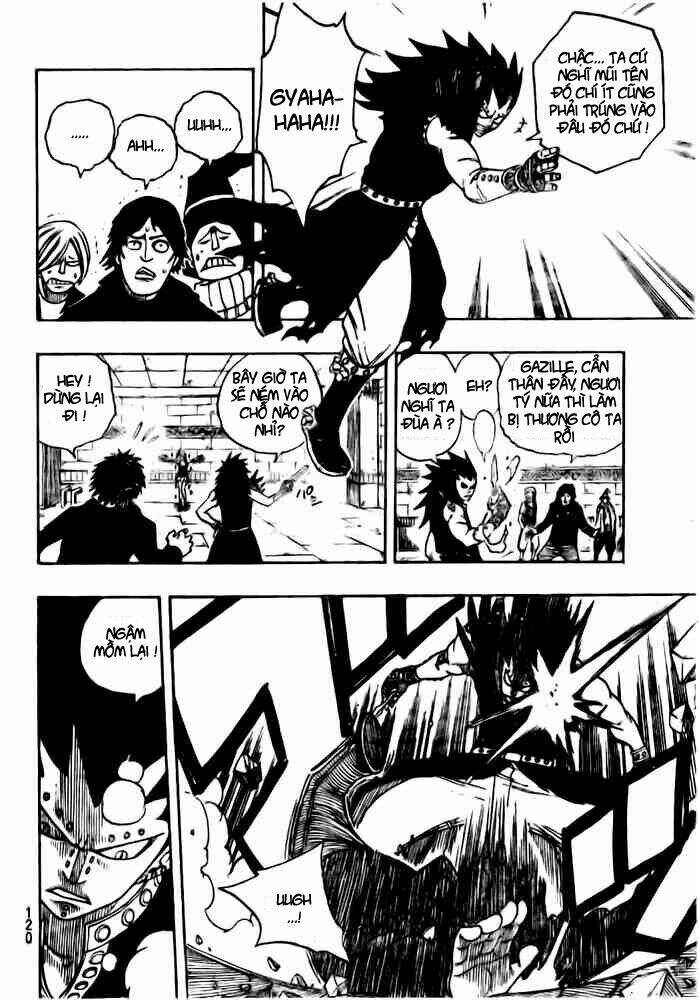 CHẬC... TA CỨ
NGHĨ MŨI TÊN
ĐÓ CHÍ ÍT CŨNG
PHẢI TRÚNG VÀO
ĐÂU ĐÓ CHỨ !
GYAHA-
HAHA!!!
UUHH...
AHH...
.....
HEY !
DỪNG LẠI
ĐI !
BÂY GIỜ TA
SẼ NÉM VÀO
CHỖ NÀO
NHỈ?
GAZILLE, CẨN
THẬN ĐẤY, NGƯƠI
TÝ NỮA THÌ LÀM
BỊ THƯƠNG CÔ TA
RỒI
EH?
NGƯƠI
NGHĨ TA
ĐÙA À ?
NGẬM
MỒM LẠI !
UUGH
...!
120